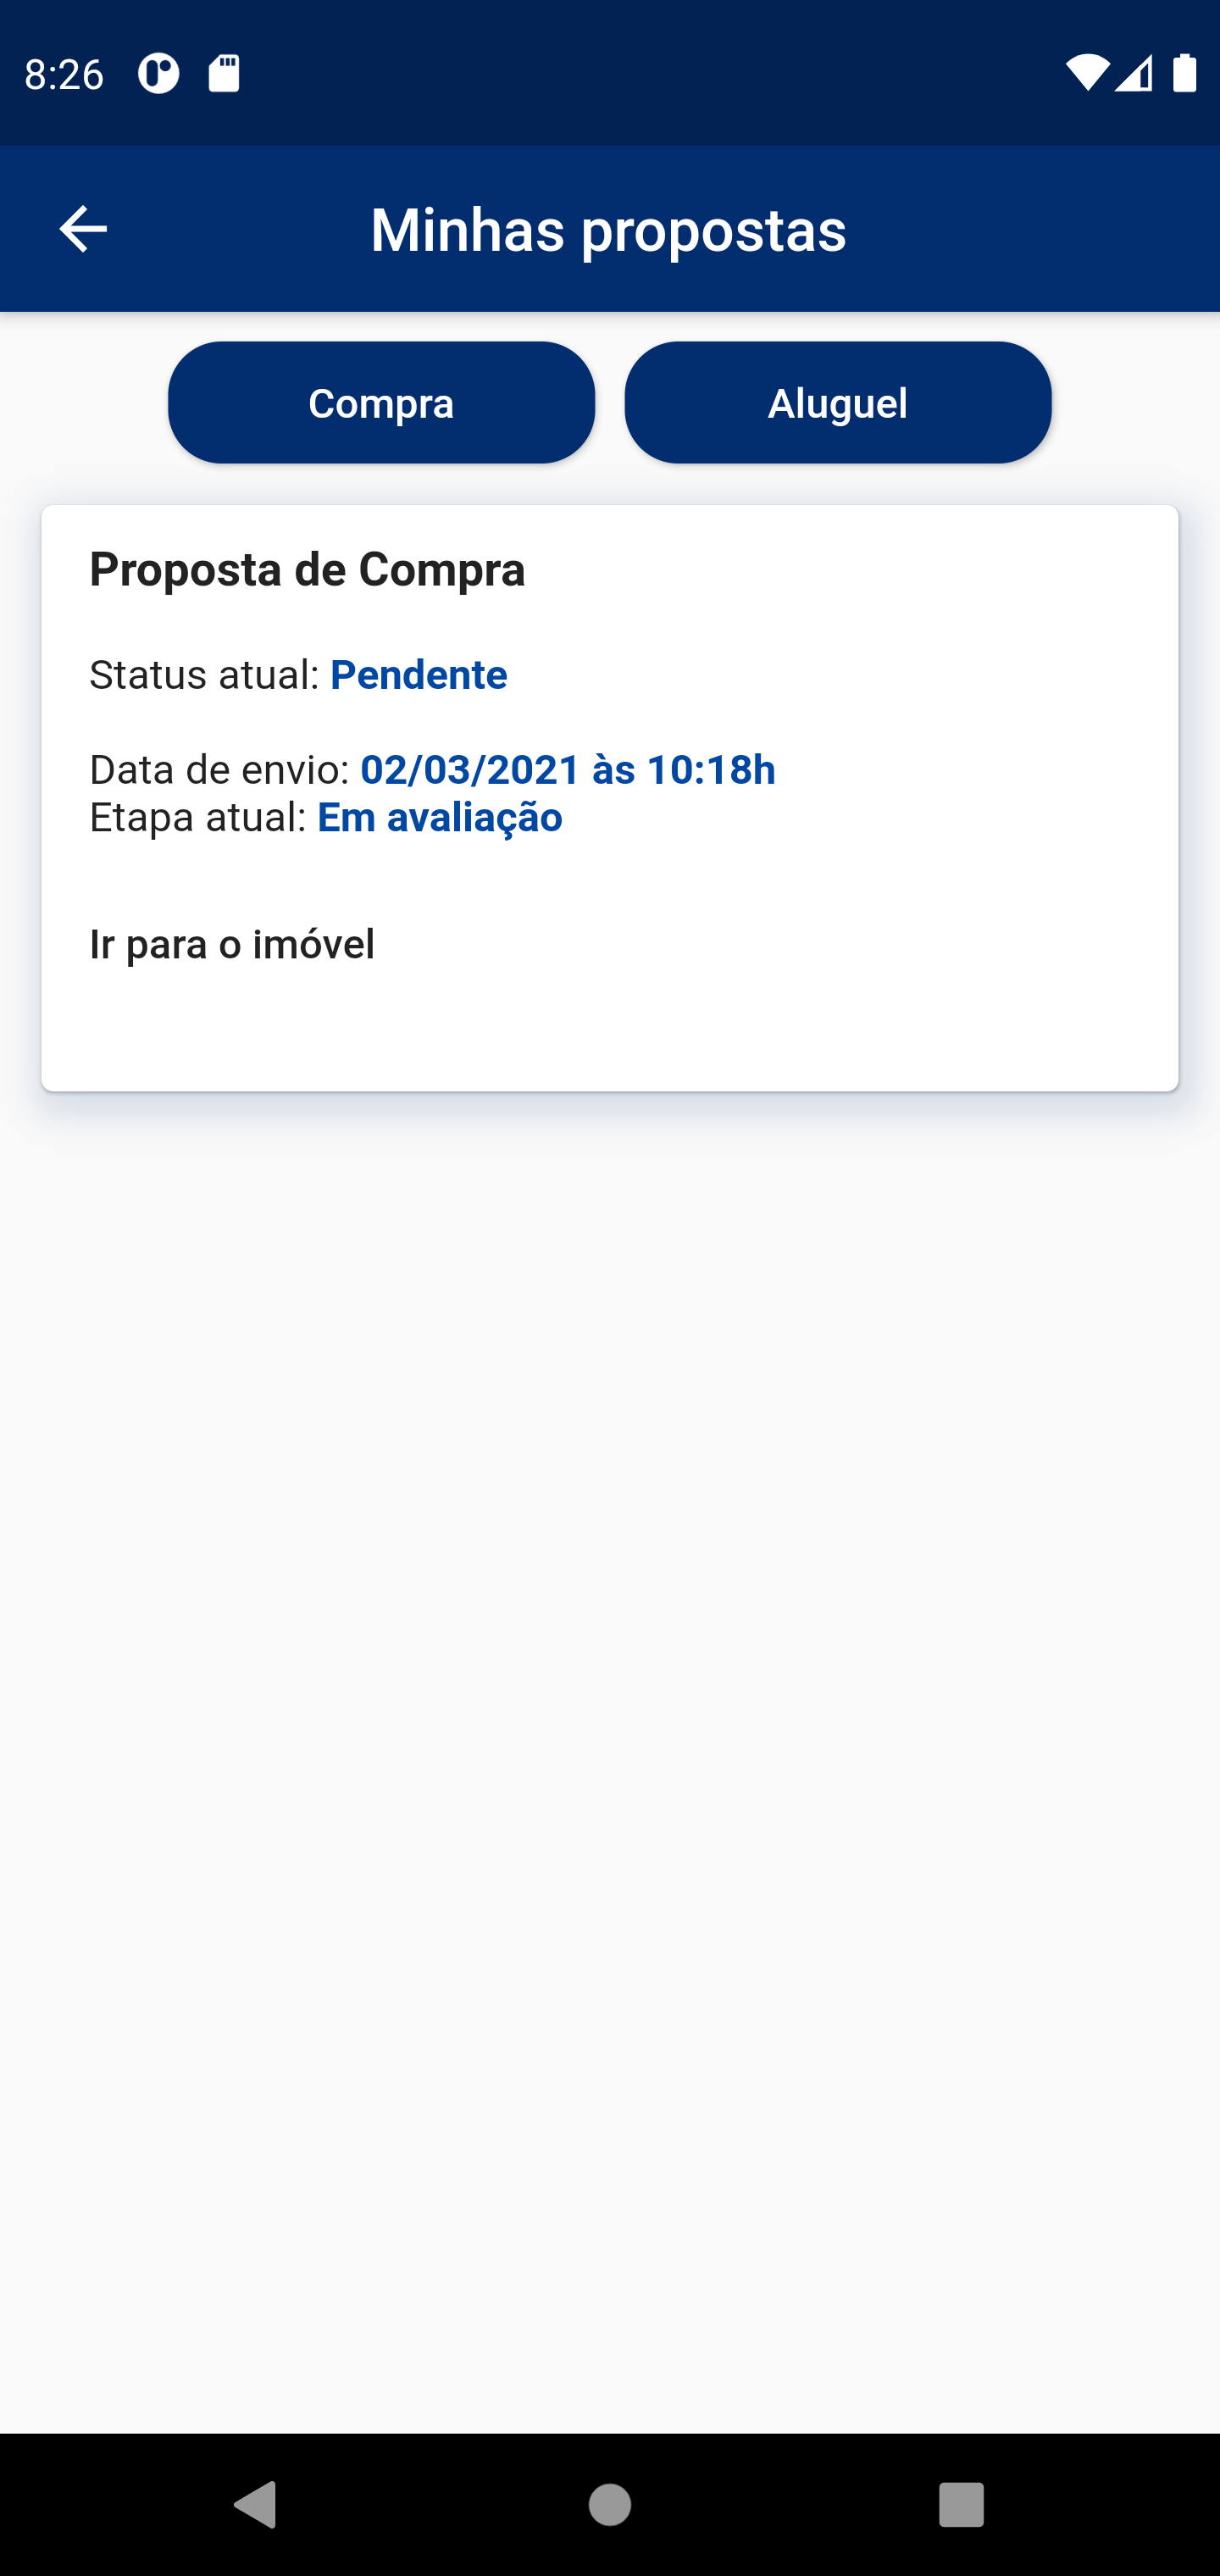 8:26
Minhas propostas
Compra Aluguel
Proposta de Compra
Status atual: Pendente
Data de envio: 02/03/2021 às 10:18h
Etapa atual: Em avaliação
Ir para o imóvel